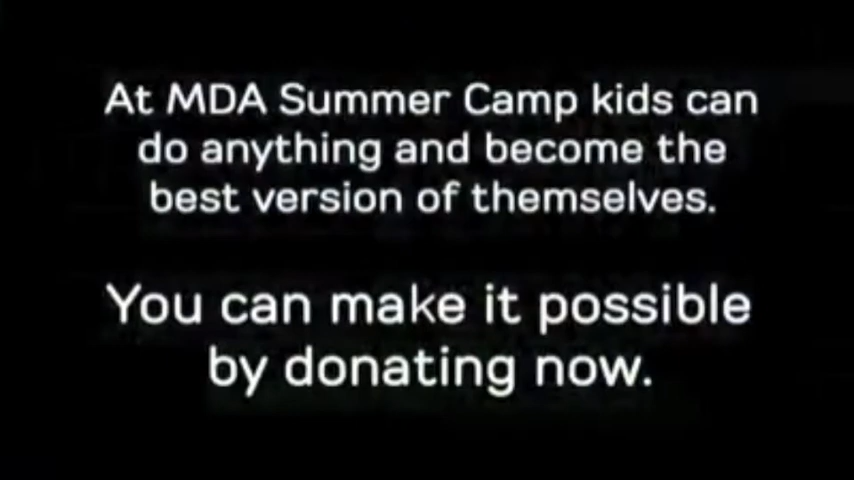 At MDA Summer Camp kids can
do anything and become the
best version of themselves.
You can make it possible
by donating now.